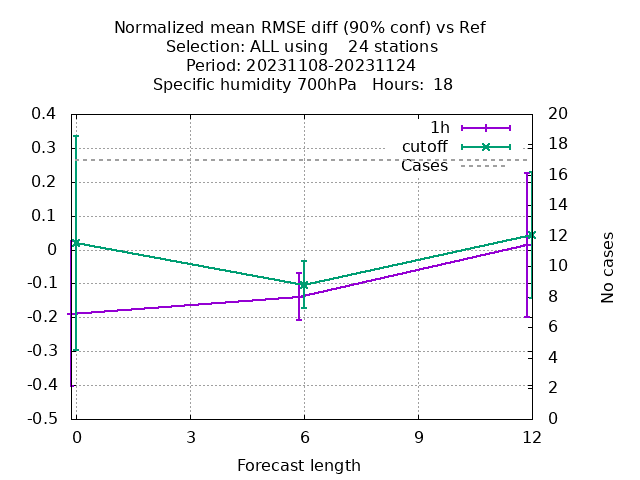 Normalized mean RMSE diff (90% conf) vs Ref
Selection: ALL using    24 stations
Period: 20231108-20231124
Specific humidity 700hPa   Hours:  18
0.4
0.3
0.2
0.1
0
-0.1
-0.2
-0.3
-0.4
-0.5
1h
cutoff
Cases
20
18
16
14
12
10
8
6
4
2
0
No cases
0 3 6 9 12
Forecast length